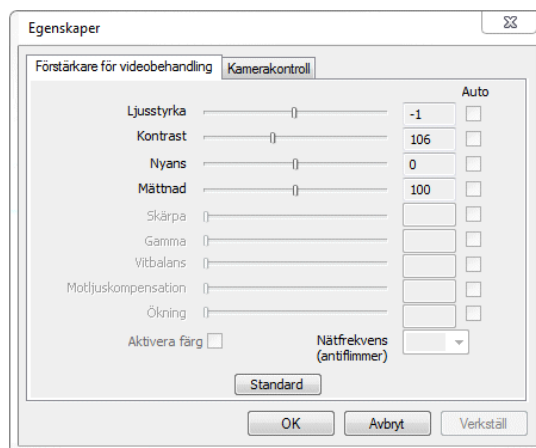 Egenskaper
Förstärkare för videobehandling Kamerakontroll
Auto
Ljusstyrka -1
Kontrast 106
Nyans 0
Mättnad 100
Skärpa
Gamma
Vitbalans
Motljuskompensation
Ökning
Aktivera färg Nätfrekvens
(antiflimmer)
Standard
OK Avbryt Verkställ